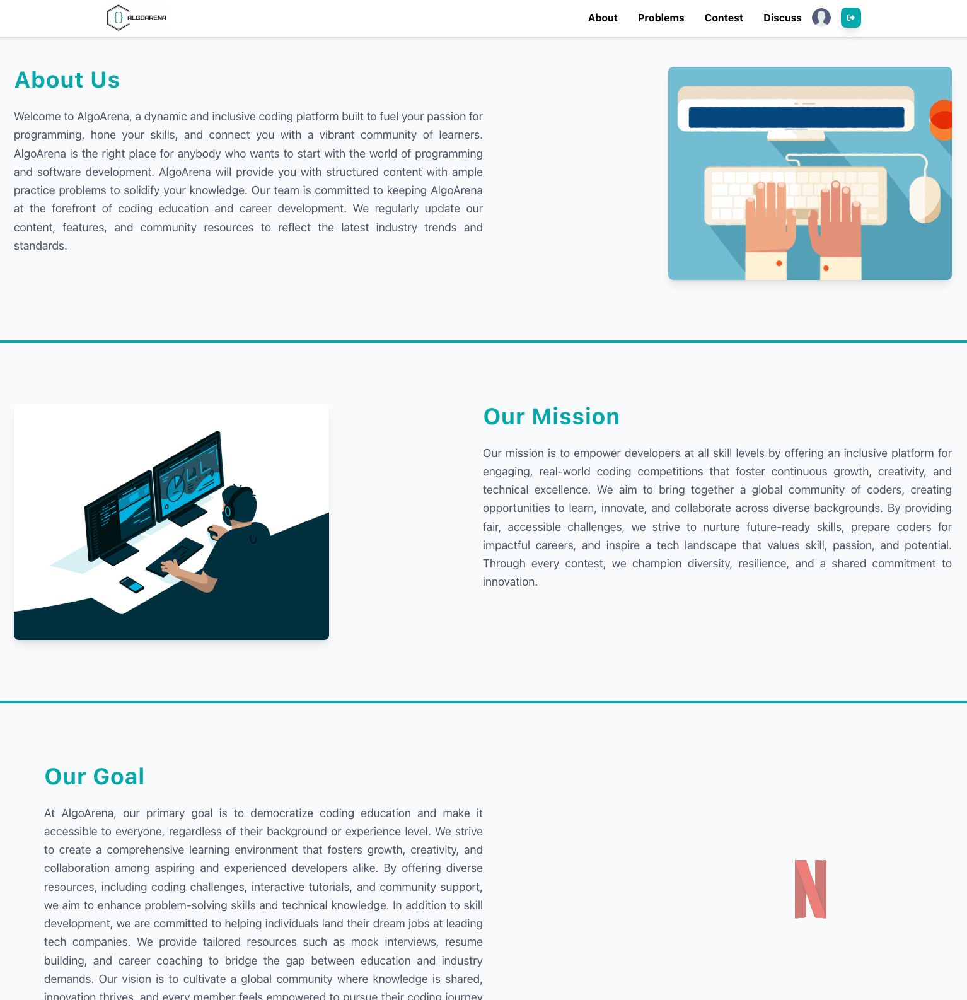 ALGOARENA
About Problems Contest Discuss
About Us
Welcome to AlgoArena, a dynamic and inclusive coding platform built to fuel your passion for
programming, hone your skills, and connect you with a vibrant community of learners.
AlgoArena is the right place for anybody who wants to start with the world of programming
and software development. AlgoArena will provide you with structured content with ample
practice problems to solidify your knowledge. Our team is committed to keeping AlgoArena
at the forefront of coding education and career development. We regularly update our
content, features, and community resources to reflect the latest industry trends and
standards.
Our Mission
Our mission is to empower developers at all skill levels by offering an inclusive platform for
engaging, real-world coding competitions that foster continuous growth, creativity, and
technical excellence. We aim to bring together a global community of coders, creating
opportunities to learn, innovate, and collaborate across diverse backgrounds. By providing
fair, accessible challenges, we strive to nurture future-ready skills, prepare coders for
impactful careers, and inspire a tech landscape that values skill, passion, and potential.
Through every contest, we champion diversity, resilience, and a shared commitment to
innovation.
Our Goal
At AlgoArena, our primary goal is to democratize coding education and make it
accessible to everyone, regardless of their background or experience level. We strive
to create a comprehensive learning environment that fosters growth, creativity, and
collaboration among aspiring and experienced developers alike. By offering diverse
resources, including coding challenges, interactive tutorials, and community support,
we aim to enhance problem-solving skills and technical knowledge. In addition to skill
development, we are committed to helping individuals land their dream jobs at leading
tech companies. We provide tailored resources such as mock interviews, resume
building, and career coaching to bridge the gap between education and industry
demands. Our vision is to cultivate a global community where knowledge is shared,
innovation thrives, and every member feels empowered to pursue their coding journey
N